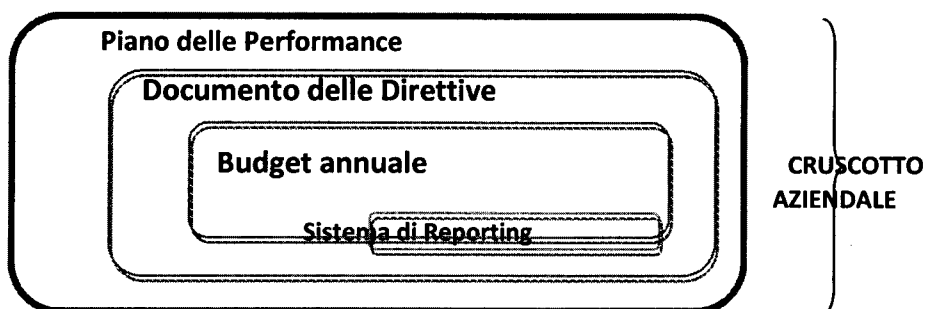 Piano delle Performance
Documento delle Direttive
Budget annuale
Sistema di Reporting
CRUSCOTTO
AZIENDALE